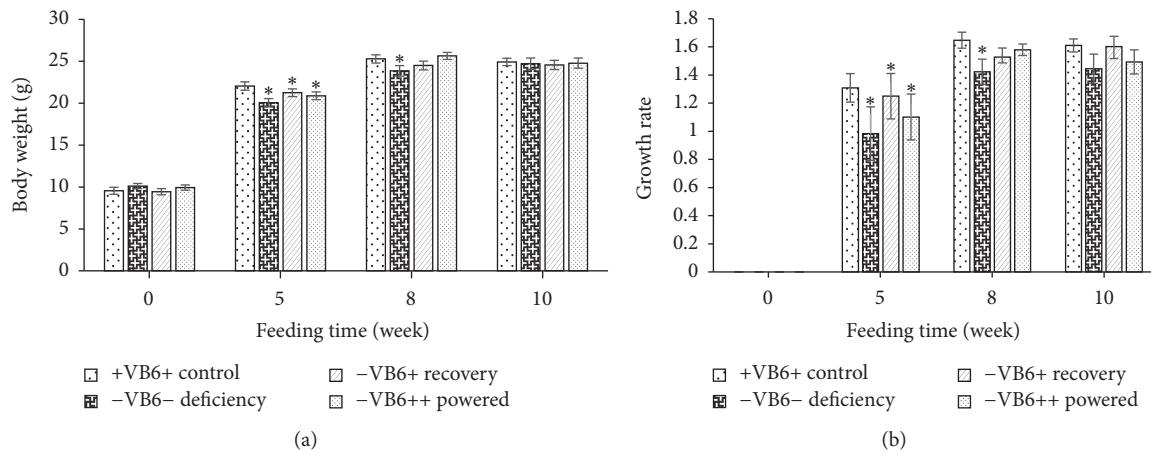 30
25
20
15
10
5
0
Body weight (g)
* * *
*
0 5 8 10
Feeding time (week)
+VB6+ control
−VB6− deficiency
−VB6+ recovery
−VB6++ powered
(a)
1.8
1.6
1.4
1.2
1
0.8
0.6
0.4
0.2
0
Growth rate
* * *
*
0 5 8 10
Feeding time (week)
+VB6+ control
−VB6− deficiency
−VB6+ recovery
−VB6++ powered
(b)